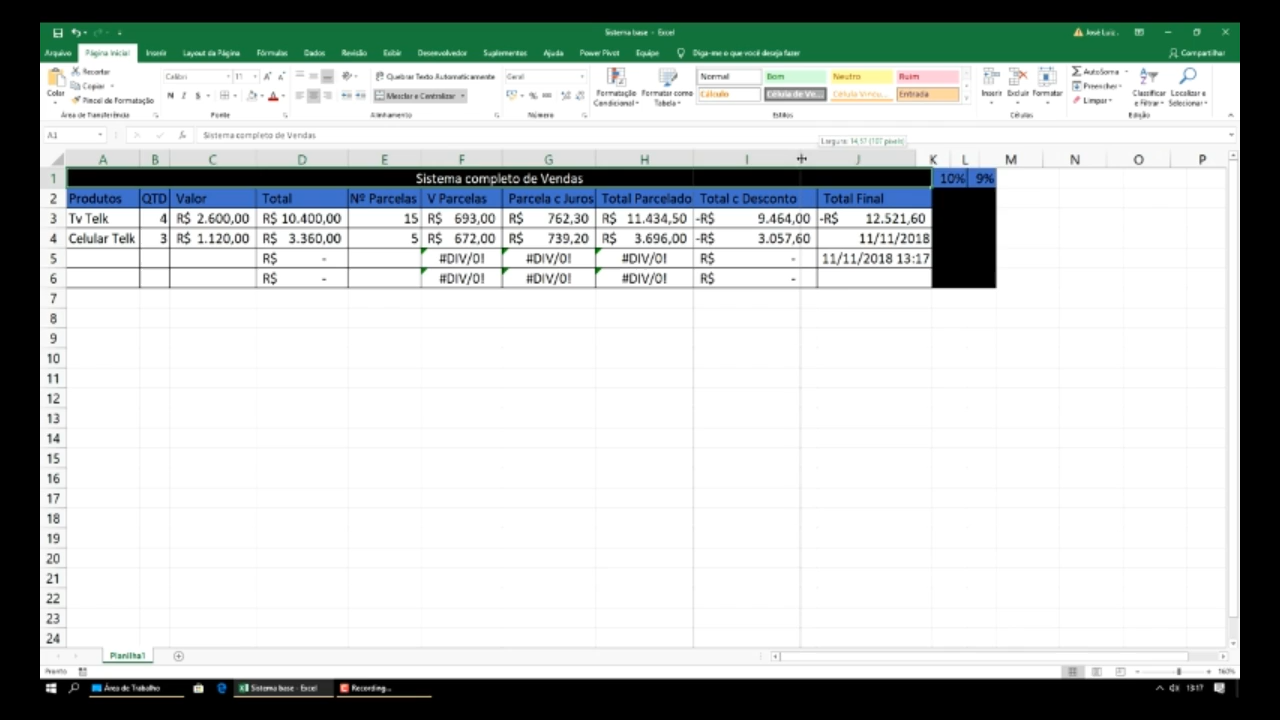 Sistema base - Excel
José Luiz .
Arquivo Página Inicial Inserir Layout da Página Fórmulas Dados Revisão Exibir Desenvolvedor Suplementos Ajuda Power Pivot Equipe Diga-me o que você deseja fazer Compartilhar
Colar
Recortar
Copiar
Pincel de Formatação
Área de Transferência
Calibri 11
N I S
Fonte
Quebrar Texto Automaticamente
Mesclar e Centralizar
Alinhamento
Geral
% 000
Número
Formatação Condicional
Formatar como Tabela
Normal Bom Neutro Ruim
Cálculo Célula de Ve... Célula Vincu... Entrada
Estilos
Inserir Excluir Formatar
Células
AutoSoma
Preencher
Limpar
Classificar e Filtrar
Localizar e Selecionar
Edição
A1 fx Sistema completo de Vendas
Largura: 14,57 (107 pixels)
A B C D E F G H I J K L M N O P
1 Sistema completo de Vendas 10% 9%
2 Produtos QTD Valor Total Nº Parcelas V Parcelas Parcela c Juros Total Parcelado Total c Desconto Total Final
3 Tv Telk 4 R$ 2.600,00 R$ 10.400,00 15 R$ 693,00 R$ 762,30 R$ 11.434,50 -R$ 9.464,00 -R$ 12.521,60
4 Celular Telk 3 R$ 1.120,00 R$ 3.360,00 5 R$ 672,00 R$ 739,20 R$ 3.696,00 -R$ 3.057,60 11/11/2018
5 R$ - #DIV/0! #DIV/0! #DIV/0! R$ - 11/11/2018 13:17
6 R$ - #DIV/0! #DIV/0! #DIV/0! R$ -
7
8
9
10
11
12
13
14
15
16
17
18
19
20
21
22
23
24
Planilha1
Pronto 160%
Área de Trabalho Sistema base - Excel Recording... 13:17